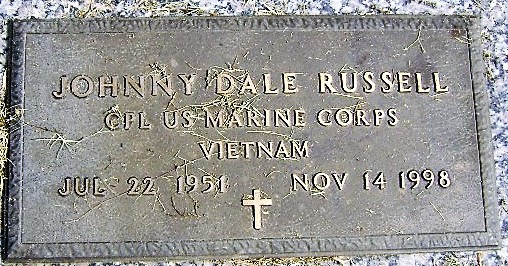 JOHNNY DALE RUSSELL
CPL US MARINE CORPS
VIETNAM
JUL 22 1951 NOV 14 1998